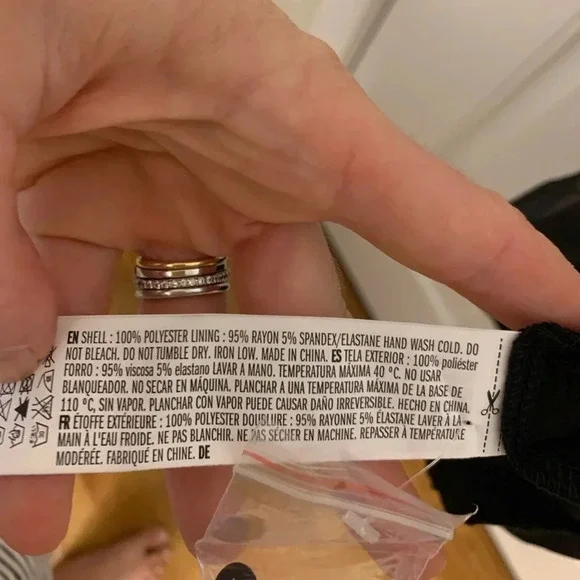 EN SHELL : 100% POLYESTER LINING : 95% RAYON 5% SPANDEX/ELASTANE HAND WASH COLD. DO
NOT BLEACH. DO NOT TUMBLE DRY. IRON LOW. MADE IN CHINA. ES TELA EXTERIOR : 100% poliéster
FORRO : 95% viscosa 5% elastano LAVAR A MANO. TEMPERATURA MÁXIMA 40 ºC. NO USAR
BLANQUEADOR. NO SECAR EN MÁQUINA. PLANCHAR A UNA TEMPERATURA MÁXIMA DE LA BASE DE
110 ºC, SIN VAPOR. PLANCHAR CON VAPOR PUEDE CAUSAR DAÑO IRREVERSIBLE. HECHO EN CHINA.
FR ÉTOFFE EXTÉRIEURE : 100% POLYESTER DOUBLURE : 95% RAYONNE 5% ÉLASTANE LAVER À LA
MAIN À L'EAU FROIDE. NE PAS BLANCHIR. NE PAS SÉCHER EN MACHINE. REPASSER À TEMPÉRATURE
MODÉRÉE. FABRIQUÉ EN CHINE. DE